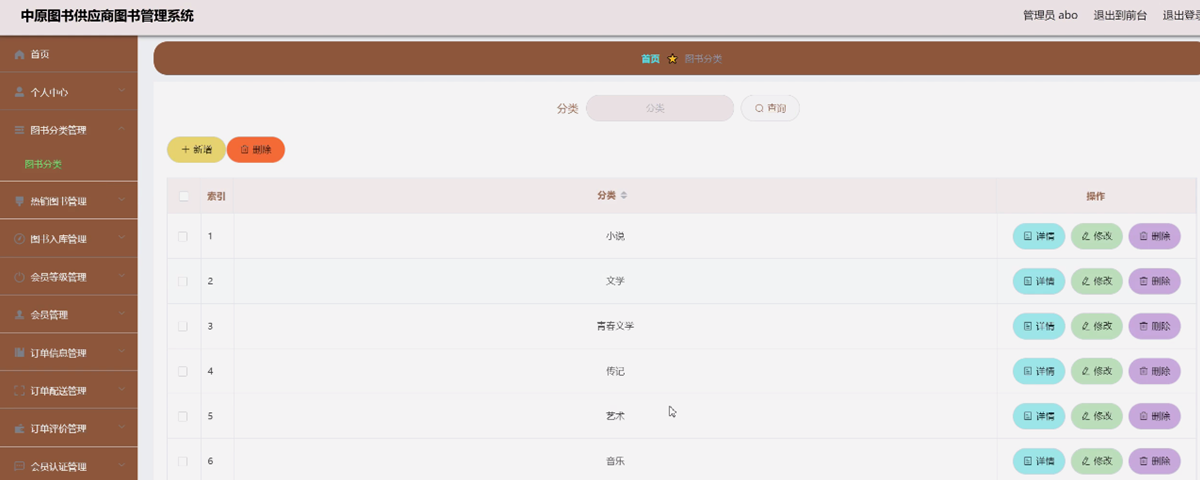 中原图书供应商图书管理系统
管理员 abo 退出到前台 退出登录
首页
个人中心
图书分类管理
图书分类
热销图书管理
图书入库管理
会员等级管理
会员管理
订单信息管理
订单配送管理
订单评价管理
会员认证管理
首页 图书分类
分类 分类 查询
新增 删除
索引 分类 操作
1 小说 详情 修改 删除
2 文学 详情 修改 删除
3 青春文学 详情 修改 删除
4 传记 详情 修改 删除
5 艺术 详情 修改 删除
6 音乐 详情 修改 删除